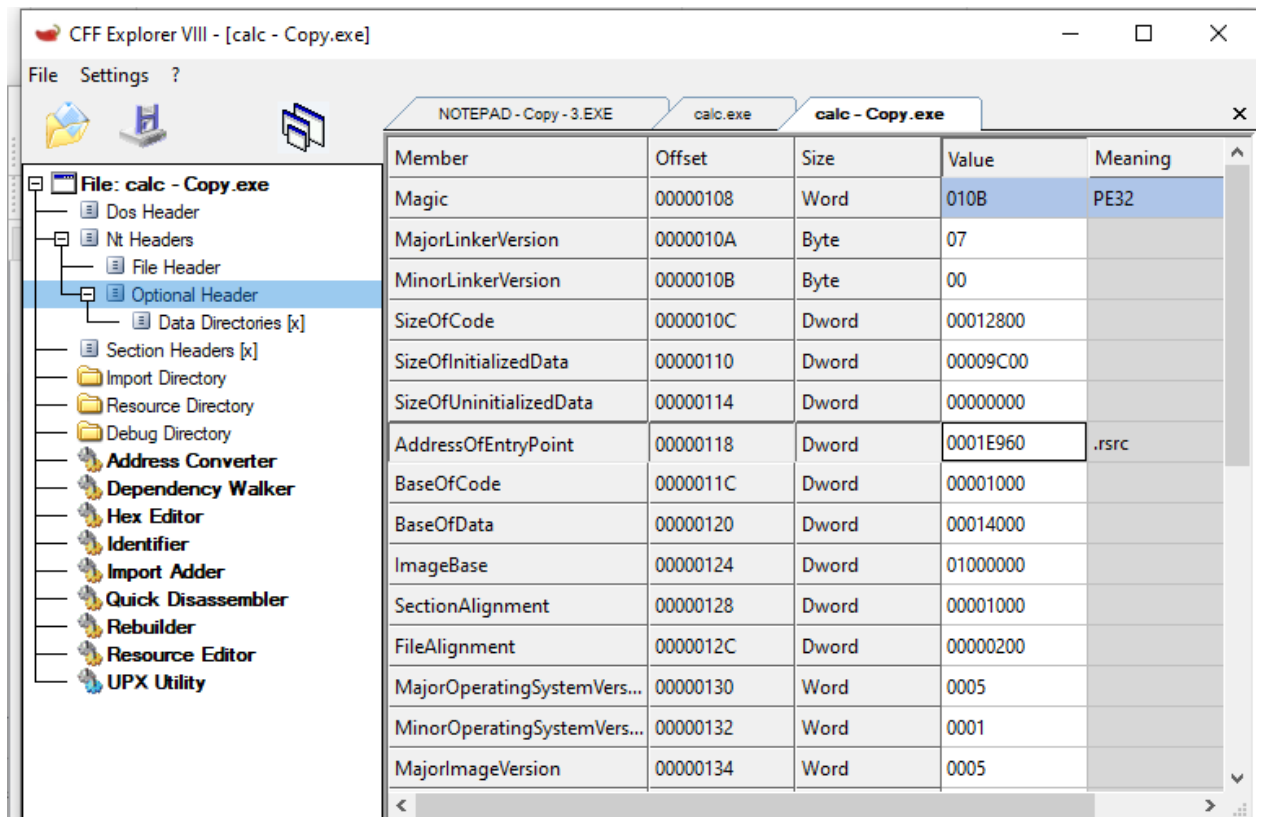 CFF Explorer VIII - [calc - Copy.exe]
File Settings ?
NOTEPAD - Copy - 3.EXE calc.exe calc - Copy.exe
File: calc - Copy.exe
Dos Header
Nt Headers
File Header
Optional Header
Data Directories [x]
Section Headers [x]
Import Directory
Resource Directory
Debug Directory
Address Converter
Dependency Walker
Hex Editor
Identifier
Import Adder
Quick Disassembler
Rebuilder
Resource Editor
UPX Utility
Member Offset Size Value Meaning
Magic 00000108 Word 010B PE32
MajorLinkerVersion 0000010A Byte 07
MinorLinkerVersion 0000010B Byte 00
SizeOfCode 0000010C Dword 00012800
SizeOfInitializedData 00000110 Dword 00009C00
SizeOfUninitializedData 00000114 Dword 00000000
AddressOfEntryPoint 00000118 Dword 0001E960 .rsrc
BaseOfCode 0000011C Dword 00001000
BaseOfData 00000120 Dword 00014000
ImageBase 00000124 Dword 01000000
SectionAlignment 00000128 Dword 00001000
FileAlignment 0000012C Dword 00000200
MajorOperatingSystemVers... 00000130 Word 0005
MinorOperatingSystemVers... 00000132 Word 0001
MajorImageVersion 00000134 Word 0005